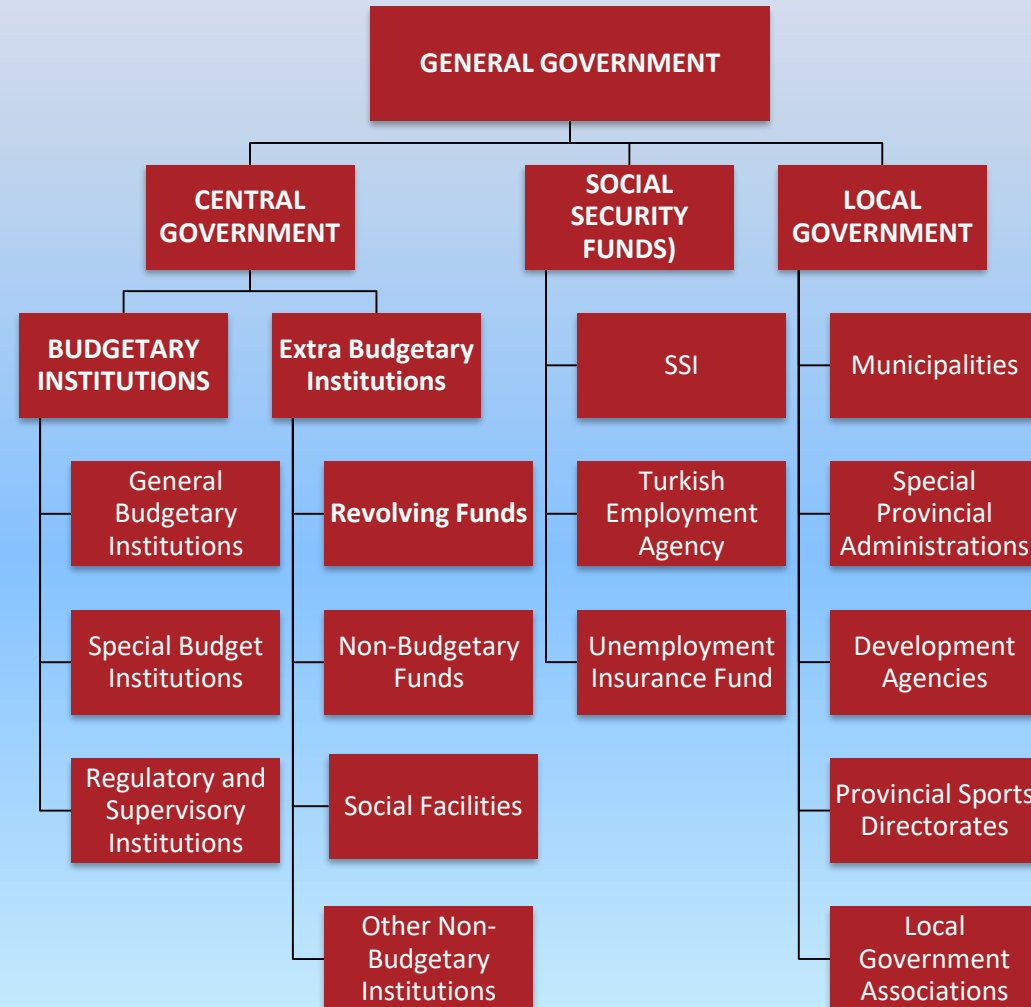 GENERAL GOVERNMENT
CENTRAL
GOVERNMENT
SOCIAL
SECURITY
FUNDS)
LOCAL
GOVERNMENT
BUDGETARY
INSTITUTIONS
Extra Budgetary
Institutions
General
Budgetary
Institutions
Special Budget
Institutions
Regulatory and
Supervisory
Institutions
Revolving Funds
Non-Budgetary
Funds
Social Facilities
Other Non-
Budgetary
Institutions
SSI
Turkish
Employment
Agency
Unemployment
Insurance Fund
Municipalities
Special
Provincial
Administrations
Development
Agencies
Provincial Sports
Directorates
Local
Government
Associations